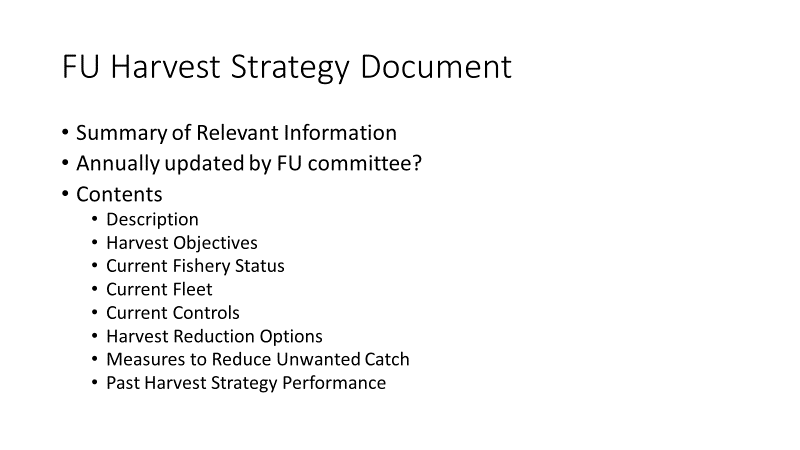 FU Harvest Strategy Document
• Summary of Relevant Information
• Annually updated by FU committee?
• Contents
• Description
• Harvest Objectives
• Current Fishery Status
• Current Fleet
• Current Controls
• Harvest Reduction Options
• Measures to Reduce Unwanted Catch
• Past Harvest Strategy Performance